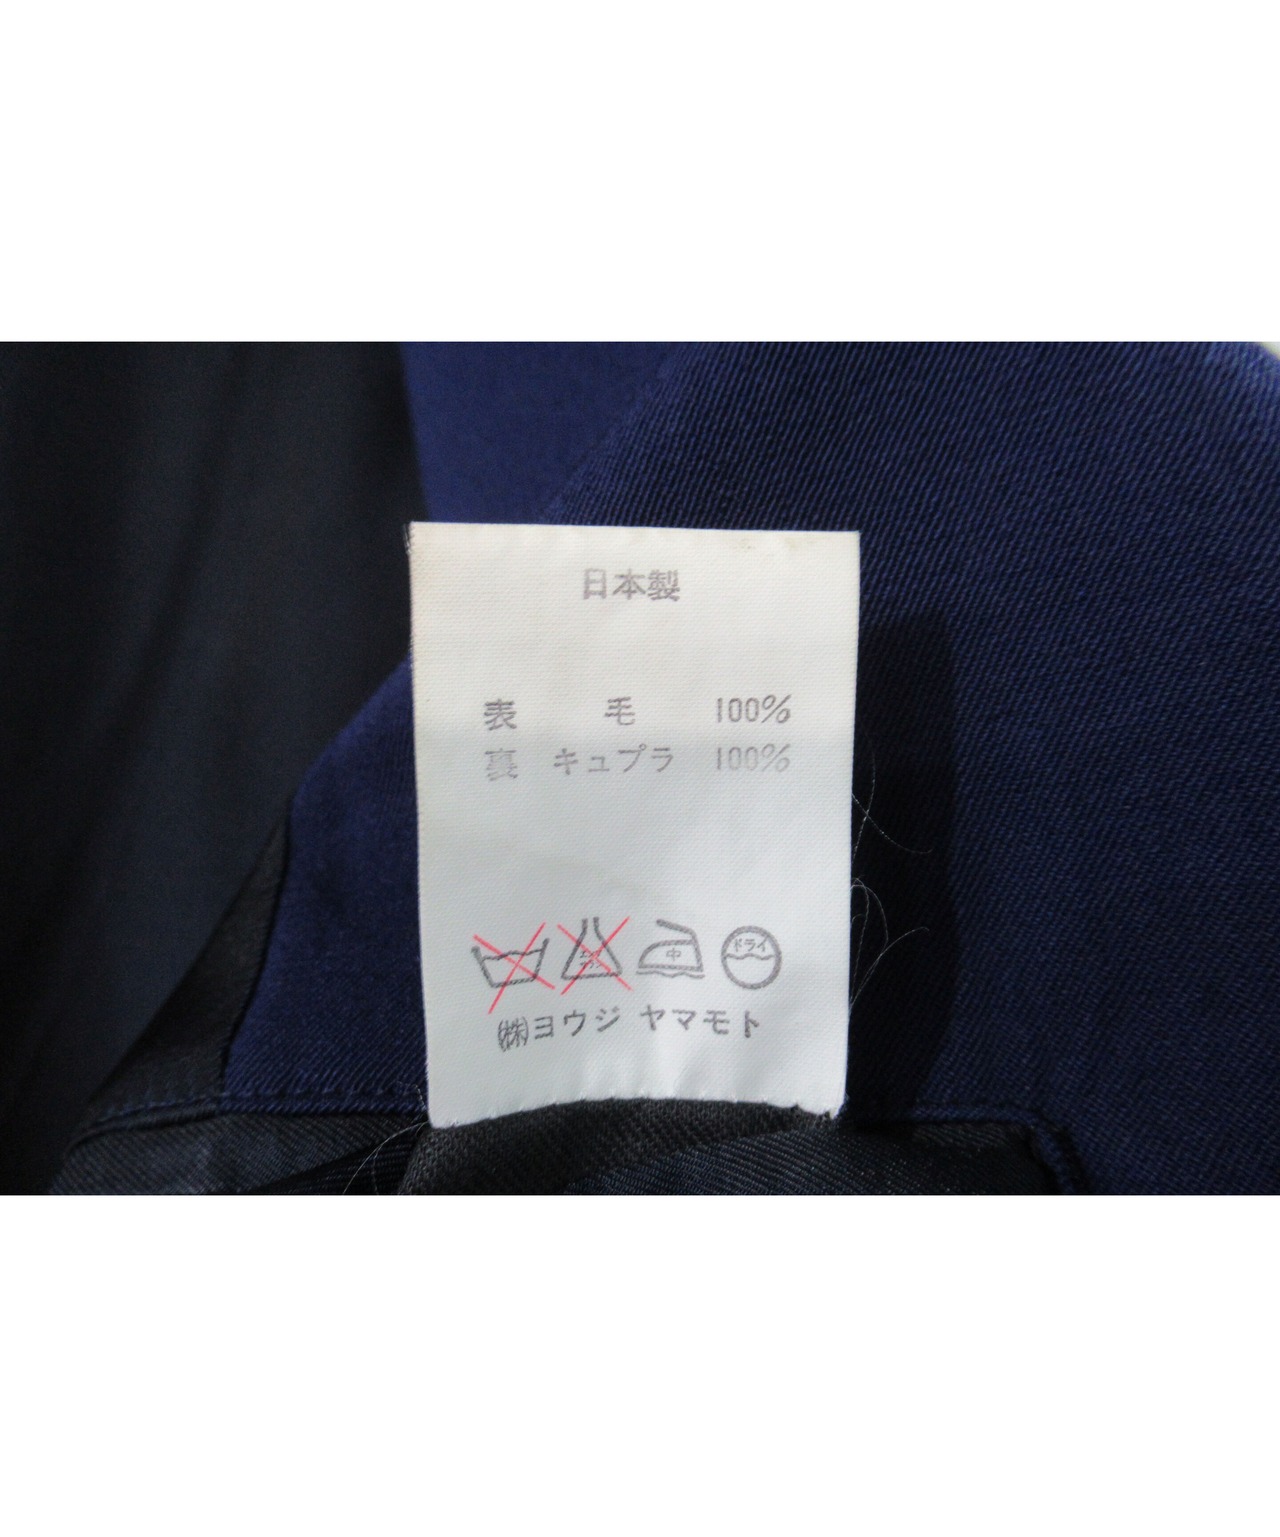 日本製
表 毛 100%
裏 キュプラ 100%
中 ドライ
㈱ヨウジ ヤマモト